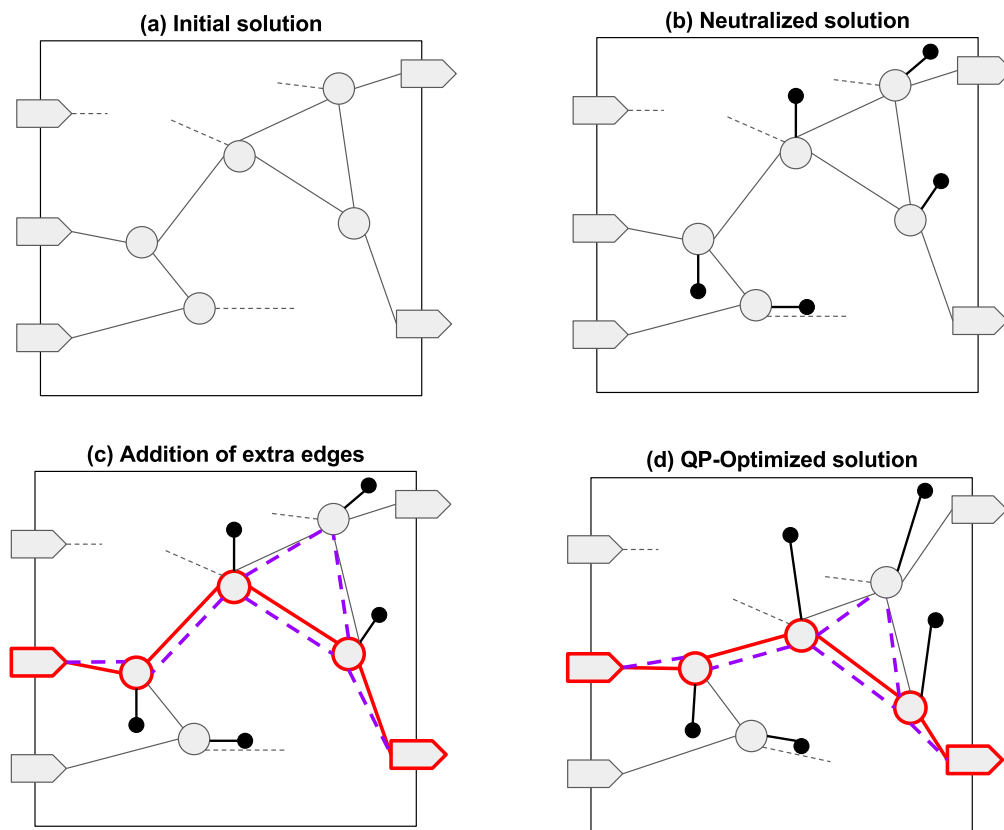 (a) Initial solution
(b) Neutralized solution
(c) Addition of extra edges
(d) QP-Optimized solution